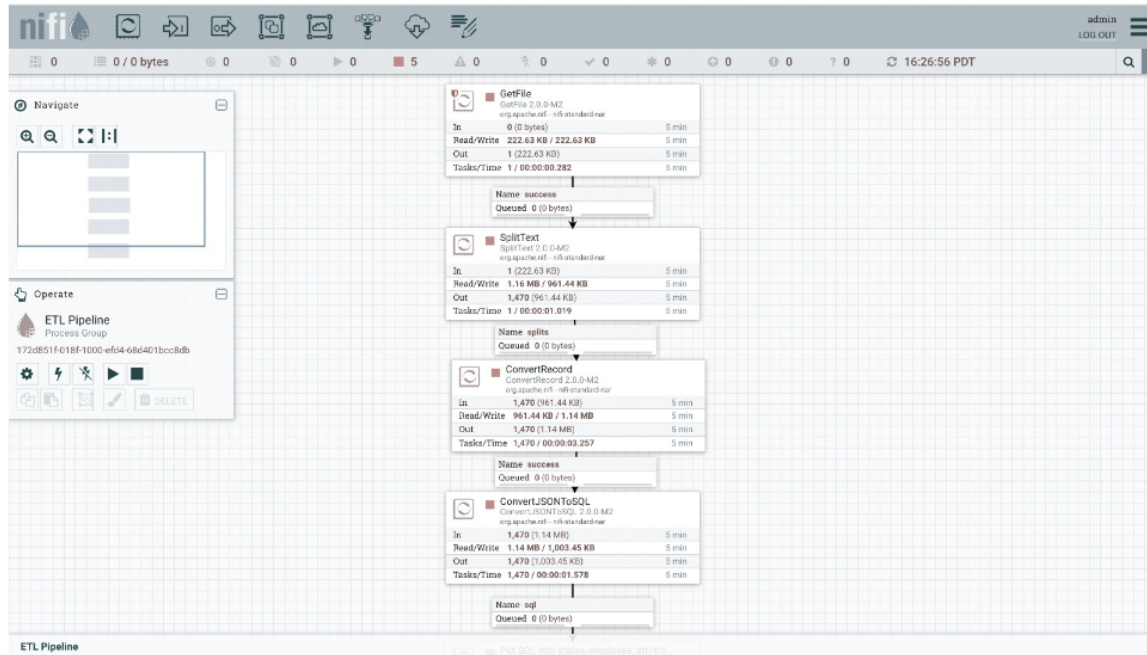 nifi
admin
LOG OUT
0 0 / 0 bytes 0 0 0 5 0 0 0 0 0 0 0 16:26:56 PDT
Navigate
Operate
ETL Pipeline
Process Group
172d851f-018f-1000-efd4-68d401bcc8db
DELETE
GetFile
GetFile 2.0.0-M2
org.apache.nifi - nifi-standard-nar
In 0 (0 bytes) 5 min
Read/Write 222.63 KB / 222.63 KB 5 min
Out 1 (222.63 KB) 5 min
Tasks/Time 1 / 00:00:00.282 5 min
Name success
Queued 0 (0 bytes)
SplitText
SplitText 2.0.0-M2
org.apache.nifi - nifi-standard-nar
In 1 (222.63 KB) 5 min
Read/Write 1.16 MB / 961.44 KB 5 min
Out 1,470 (961.44 KB) 5 min
Tasks/Time 1 / 00:00:01.019 5 min
Name splits
Queued 0 (0 bytes)
ConvertRecord
ConvertRecord 2.0.0-M2
org.apache.nifi - nifi-standard-nar
In 1,470 (961.44 KB) 5 min
Read/Write 961.44 KB / 1.14 MB 5 min
Out 1,470 (1.14 MB) 5 min
Tasks/Time 1,470 / 00:00:03.257 5 min
Name success
Queued 0 (0 bytes)
ConvertJSONToSQL
ConvertJSONToSQL 2.0.0-M2
org.apache.nifi - nifi-standard-nar
In 1,470 (1.14 MB) 5 min
Read/Write 1.14 MB / 1,003.45 KB 5 min
Out 1,470 (1,003.45 KB) 5 min
Tasks/Time 1,470 / 00:00:01.578 5 min
Name sql
Queued 0 (0 bytes)
Put SQL into states employee_attritio...
ETL Pipeline